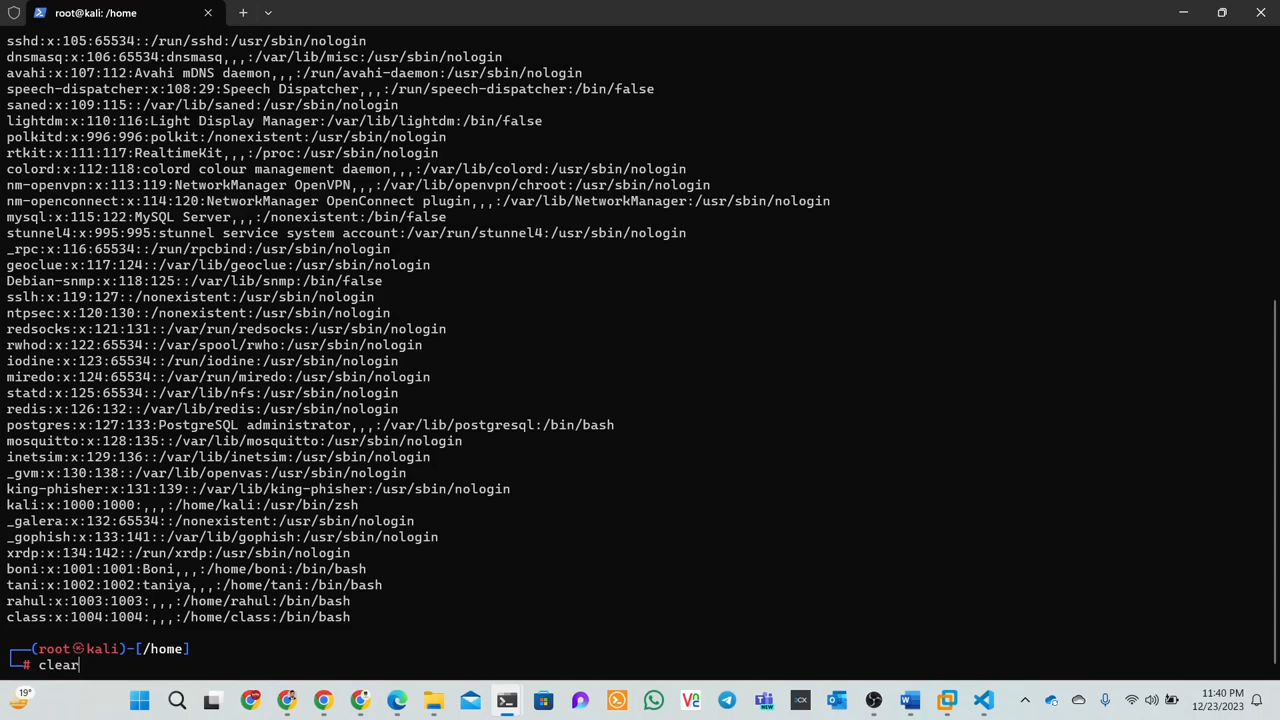 root@kali: /home
sshd:x:105:65534::/run/sshd:/usr/sbin/nologin
dnsmasq:x:106:65534:dnsmasq,,,:/var/lib/misc:/usr/sbin/nologin
avahi:x:107:112:Avahi mDNS daemon,,,:/run/avahi-daemon:/usr/sbin/nologin
speech-dispatcher:x:108:29:Speech Dispatcher,,,:/run/speech-dispatcher:/bin/false
saned:x:109:115::/var/lib/saned:/usr/sbin/nologin
lightdm:x:110:116:Light Display Manager:/var/lib/lightdm:/bin/false
polkitd:x:996:996:polkit:/nonexistent:/usr/sbin/nologin
rtkit:x:111:117:RealtimeKit,,,:/proc:/usr/sbin/nologin
colord:x:112:118:colord colour management daemon,,,:/var/lib/colord:/usr/sbin/nologin
nm-openvpn:x:113:119:NetworkManager OpenVPN,,,:/var/lib/openvpn/chroot:/usr/sbin/nologin
nm-openconnect:x:114:120:NetworkManager OpenConnect plugin,,,:/var/lib/NetworkManager:/usr/sbin/nologin
mysql:x:115:122:MySQL Server,,,:/nonexistent:/bin/false
stunnel4:x:995:995:stunnel service system account:/var/run/stunnel4:/usr/sbin/nologin
_rpc:x:116:65534::/run/rpcbind:/usr/sbin/nologin
geoclue:x:117:124::/var/lib/geoclue:/usr/sbin/nologin
Debian-snmp:x:118:125::/var/lib/snmp:/bin/false
sslh:x:119:127::/nonexistent:/usr/sbin/nologin
ntpsec:x:120:130::/nonexistent:/usr/sbin/nologin
redsocks:x:121:131::/var/run/redsocks:/usr/sbin/nologin
rwhod:x:122:65534::/var/spool/rwho:/usr/sbin/nologin
iodine:x:123:65534::/run/iodine:/usr/sbin/nologin
miredo:x:124:65534::/var/run/miredo:/usr/sbin/nologin
statd:x:125:65534::/var/lib/nfs:/usr/sbin/nologin
redis:x:126:132::/var/lib/redis:/usr/sbin/nologin
postgres:x:127:133:PostgreSQL administrator,,,:/var/lib/postgresql:/bin/bash
mosquitto:x:128:135::/var/lib/mosquitto:/usr/sbin/nologin
inetsim:x:129:136::/var/lib/inetsim:/usr/sbin/nologin
_gvm:x:130:138::/var/lib/openvas:/usr/sbin/nologin
king-phisher:x:131:139::/var/lib/king-phisher:/usr/sbin/nologin
kali:x:1000:1000:,,,:/home/kali:/usr/bin/zsh
_galera:x:132:65534::/nonexistent:/usr/sbin/nologin
_gophish:x:133:141::/var/lib/gophish:/usr/sbin/nologin
xrdp:x:134:142::/run/xrdp:/usr/sbin/nologin
boni:x:1001:1001:Boni,,,:/home/boni:/bin/bash
tani:x:1002:1002:taniya,,,:/home/tani:/bin/bash
rahul:x:1003:1003:,,,:/home/rahul:/bin/bash
class:x:1004:1004:,,,:/home/class:/bin/bash
┌──(root㉿kali)-[/home]
└─# clear
19°
11:40 PM
12/23/2023